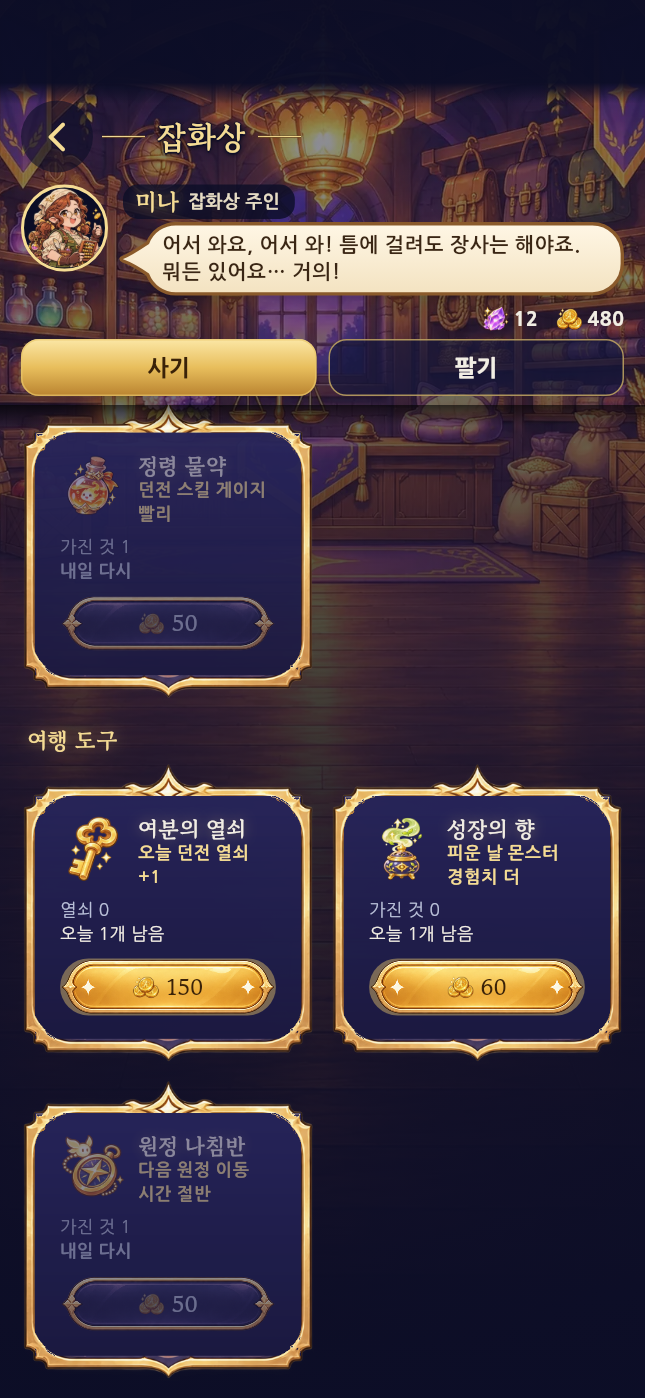 잡화상
미나 잡화상 주인
어서 와요, 어서 와! 틈에 걸려도 장사는 해야죠.
뭐든 있어요… 거의!
12 480
사기 팔기
정령 물약
던전 스킬 게이지
빨리
가진 것 1
내일 다시
50
여행 도구
여분의 열쇠
오늘 던전 열쇠
+1
열쇠 0
오늘 1개 남음
150
성장의 향
피운 날 몬스터
경험치 더
가진 것 0
오늘 1개 남음
60
원정 나침반
다음 원정 이동
시간 절반
가진 것 1
내일 다시
50